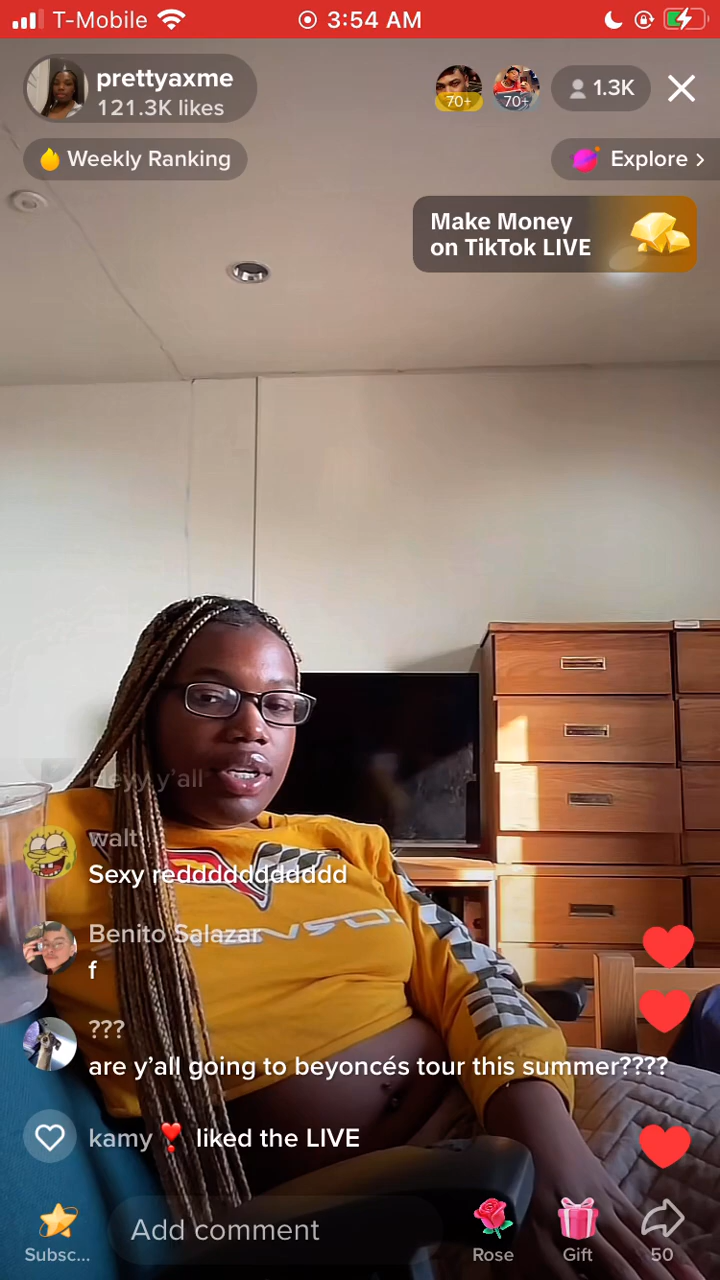 T-Mobile
3:54 AM
prettyaxme
121.3K likes
70+
70+
1.3K
Weekly Ranking
Explore >
Make Money
on TikTok LIVE
Heyy y'all
walt
Sexy reddddddddddd
Benito Salazar
f
???
are y'all going to beyoncés tour this summer????
kamy liked the LIVE
Add comment
Subsc...
Rose
Gift
50